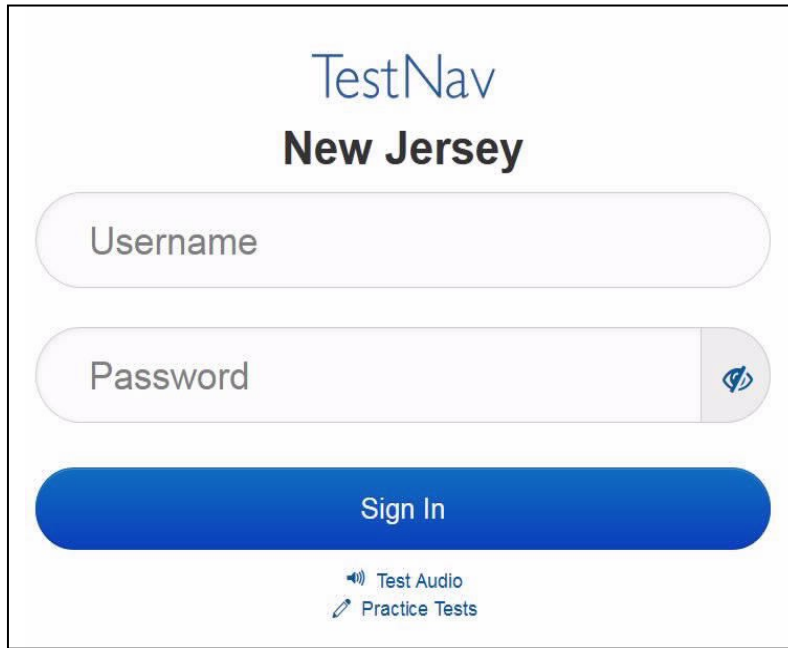 TestNav
New Jersey
Username
Password
Sign In
Test Audio
Practice Tests